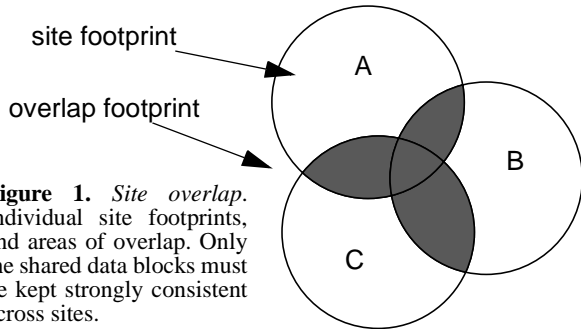 site footprint
A
overlap footprint
B
igure 1. Site overlap.
ndividual site footprints,
nd areas of overlap. Only
he shared data blocks must
e kept strongly consistent
cross sites.
C